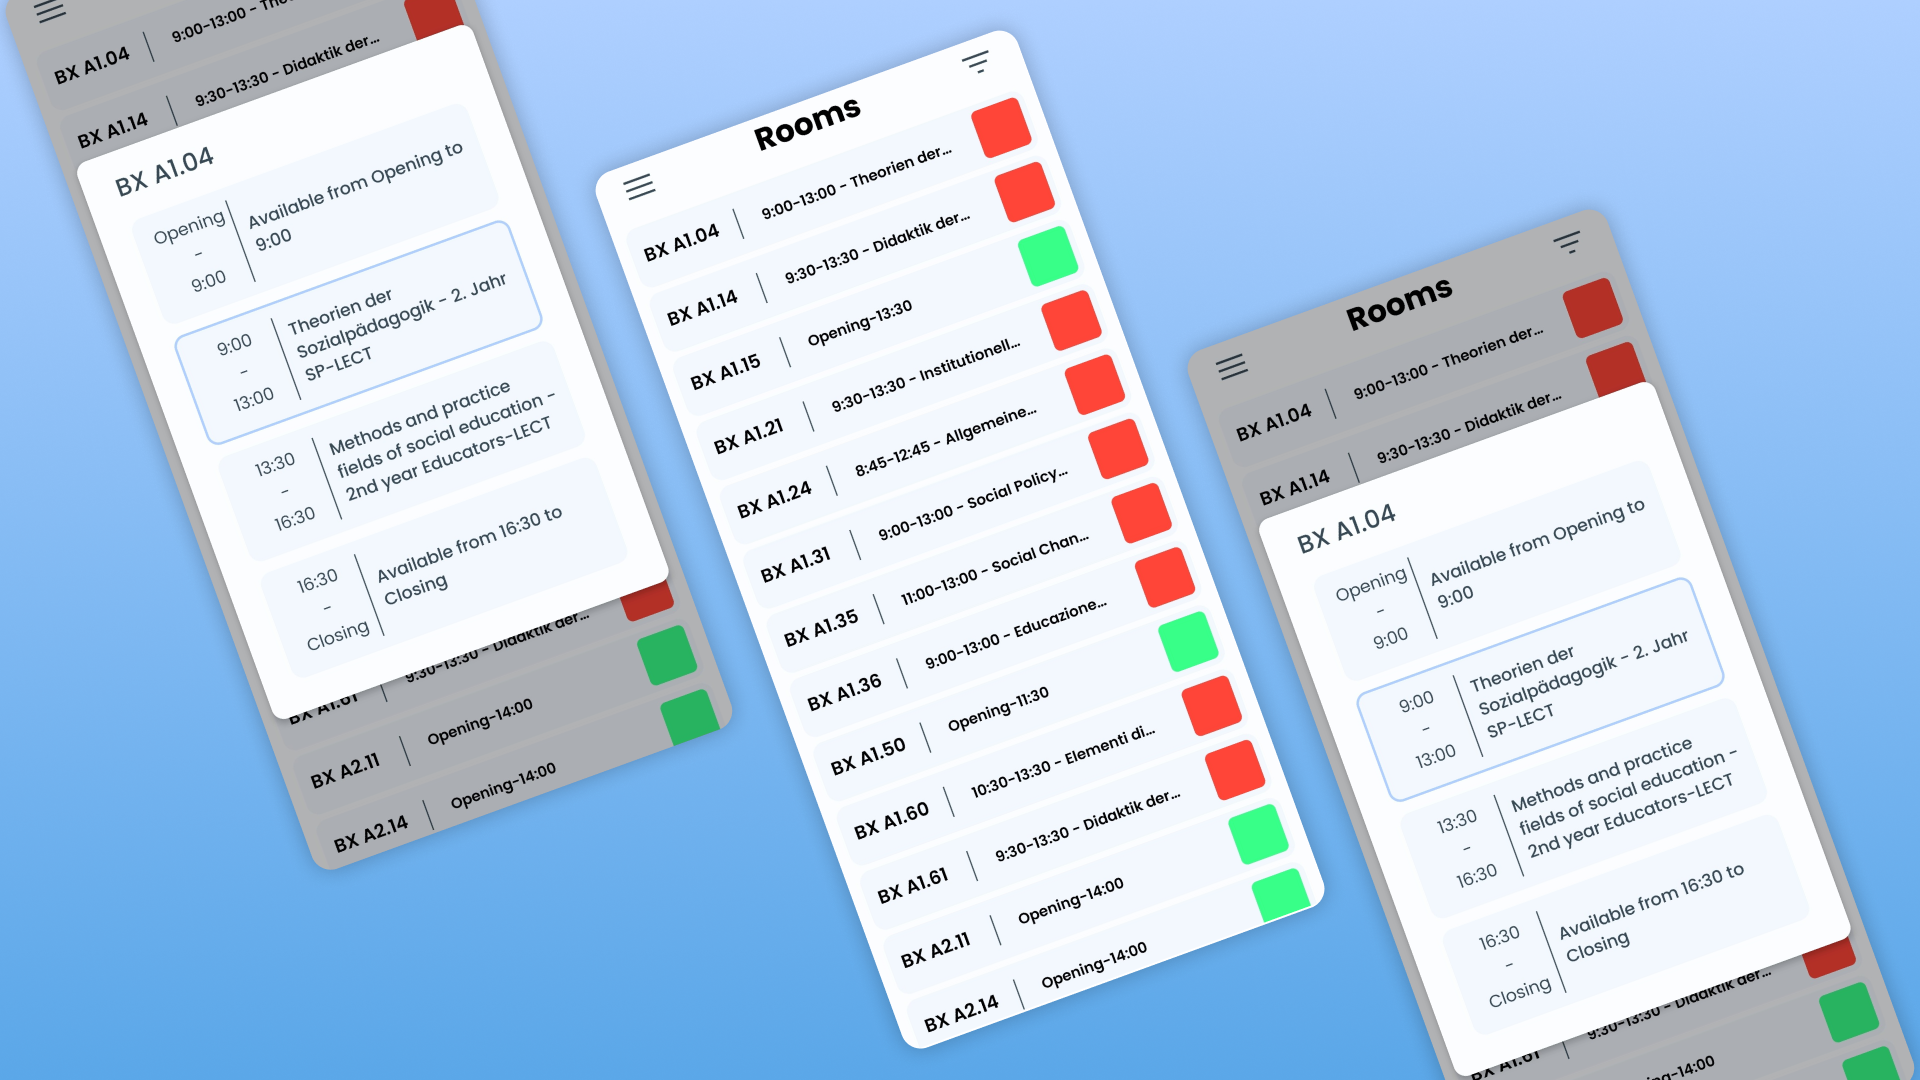 BX A1.04
9:00-13:00 - Theo
BX A1.14
9:30-13:30 - Didaktik der...
BX A1.04
Opening
-
9:00
Available from Opening to
9:00
9:00
-
13:00
Theorien der
Sozialpädagogik - 2. Jahr
SP-LECT
13:30
-
16:30
Methods and practice
fields of social education -
2nd year Educators-LECT
16:30
-
Closing
Available from 16:30 to
Closing
BX A1.61
9:30-13:30 - Didaktik der...
BX A2.11
Opening-14:00
BX A2.14
Opening-14:00
Rooms
BX A1.04
9:00-13:00 - Theorien der...
BX A1.14
9:30-13:30 - Didaktik der...
BX A1.15
Opening-13:30
BX A1.21
9:30-13:30 - Institutionell...
BX A1.24
8:45-12:45 - Allgemeine...
BX A1.31
9:00-13:00 - Social Policy...
BX A1.35
11:00-13:00 - Social Chan...
BX A1.36
9:00-13:00 - Educazione...
BX A1.50
Opening-11:30
BX A1.60
10:30-13:30 - Elementi di...
BX A1.61
9:30-13:30 - Didaktik der...
BX A2.11
Opening-14:00
BX A2.14
Opening-14:00
Rooms
BX A1.04
9:00-13:00 - Theorien der...
BX A1.14
9:30-13:30 - Didaktik der...
BX A1.04
Opening
-
9:00
Available from Opening to
9:00
9:00
-
13:00
Theorien der
Sozialpädagogik - 2. Jahr
SP-LECT
13:30
-
16:30
Methods and practice
fields of social education -
2nd year Educators-LECT
16:30
-
Closing
Available from 16:30 to
Closing
BX A1.61
9:30-13:30 - Didaktik der...
ng-14:00